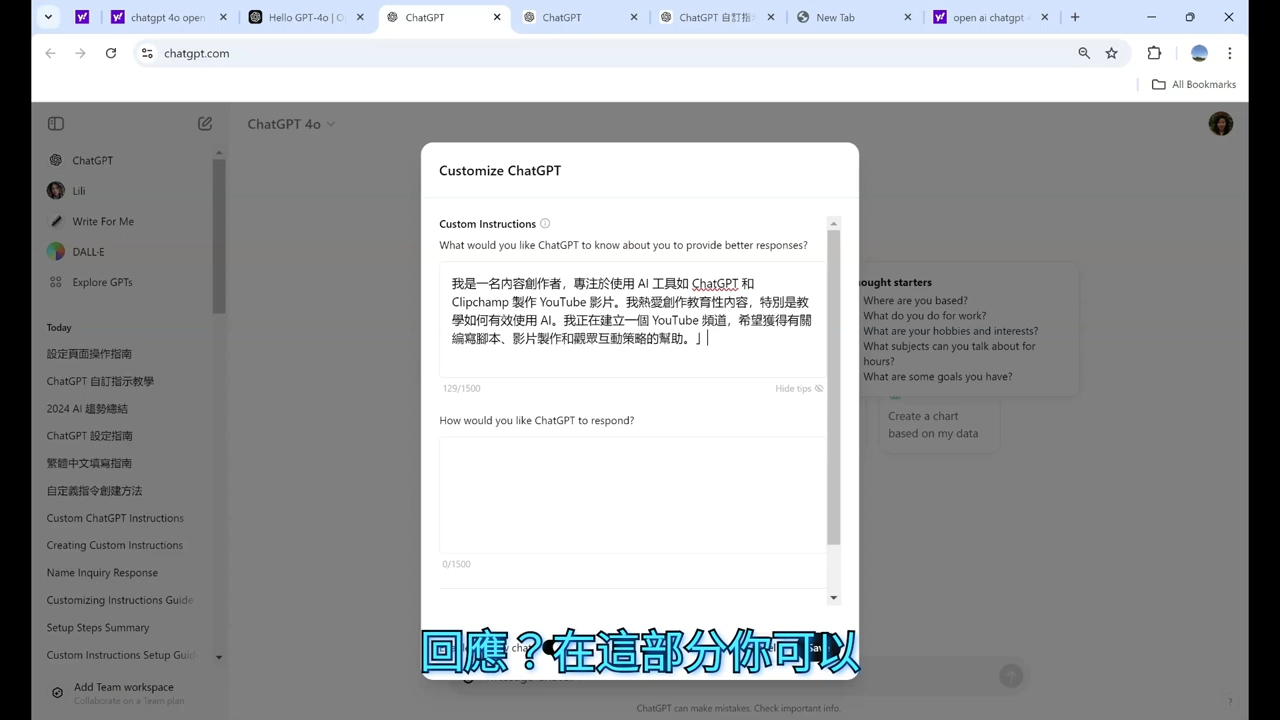 chatgpt 4o open
Hello GPT-4o | O
ChatGPT
ChatGPT
ChatGPT 自訂指
New Tab
open ai chatgpt
chatgpt.com
All Bookmarks
ChatGPT 4o
ChatGPT
Lili
Write For Me
DALL-E
Explore GPTs
Today
設定頁面操作指南
ChatGPT 自訂指示教學
2024 AI 趨勢總結
ChatGPT 設定指南
繁體中文填寫指南
自定義指令創建方法
Custom ChatGPT Instructions
Creating Custom Instructions
Name Inquiry Response
Customizing Instructions Guide
Setup Steps Summary
Custom Instructions Setup Guid
Add Team workspace
Collaborate on a Team plan
Customize ChatGPT
Custom Instructions
What would you like ChatGPT to know about you to provide better responses?
我是一名內容創作者，專注於使用 AI 工具如 ChatGPT 和
Clipchamp 製作 YouTube 影片。我熱愛創作教育性內容，特別是教
學如何有效使用 AI。我正在建立一個 YouTube 頻道，希望獲得有關
編寫腳本、影片製作和觀眾互動策略的幫助。」
129/1500
Hide tips
How would you like ChatGPT to respond?
0/1500
ought starters
Where are you based?
What do you do for work?
What are your hobbies and interests?
What subjects can you talk about for
hours?
What are some goals you have?
Create a chart
based on my data
回應？在這部分你可以
ChatGPT can make mistakes. Check important info.
?